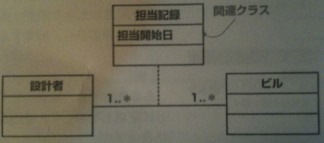 担当記録
関連クラス
担当開始日
設計者
ビル
1..*
1..*